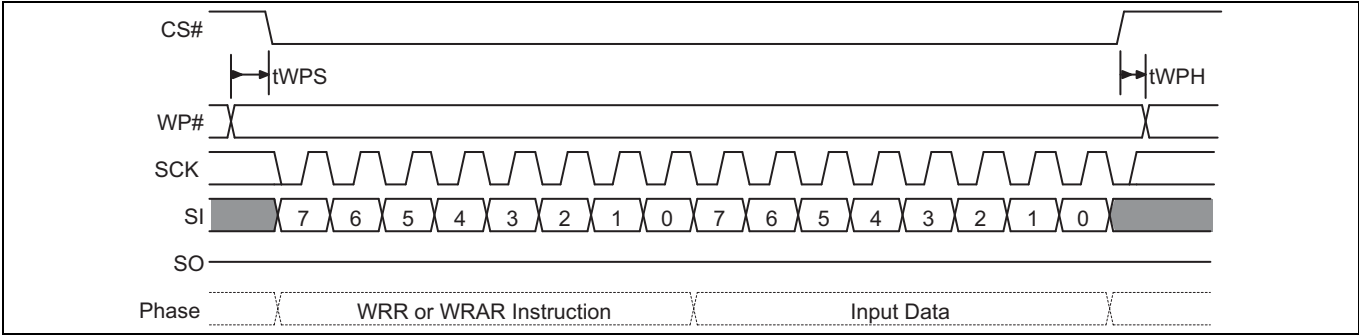 CS#
tWPS
tWPH
WP#
SCK
SI 7 6 5 4 3 2 1 0 7 6 5 4 3 2 1 0
SO
Phase WRR or WRAR Instruction Input Data